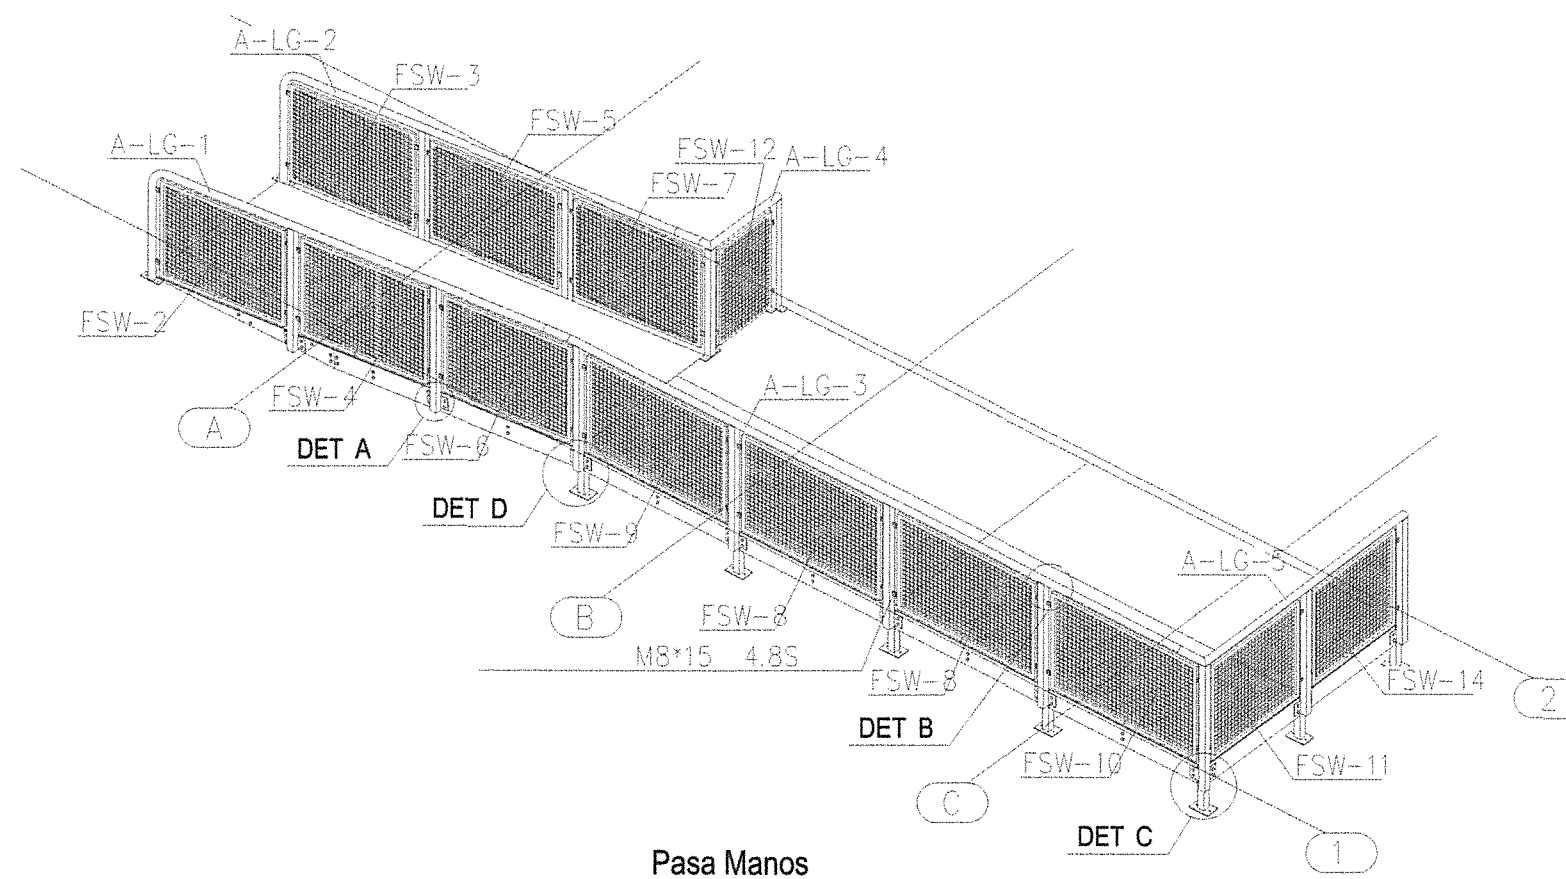 A-LG-2
FSW-3
FSW-5
A-LG-1
FSW-12
A-LG-4
FSW-7
FSW-2
A-LG-3
FSW-4
A
DET A
FSW-6
DET D
FSW-9
A-LG-5
B
FSW-8
M8*15 4.8S
FSW-8
FSW-14
2
DET B
FSW-10
FSW-11
C
DET C
1
Pasa Manos